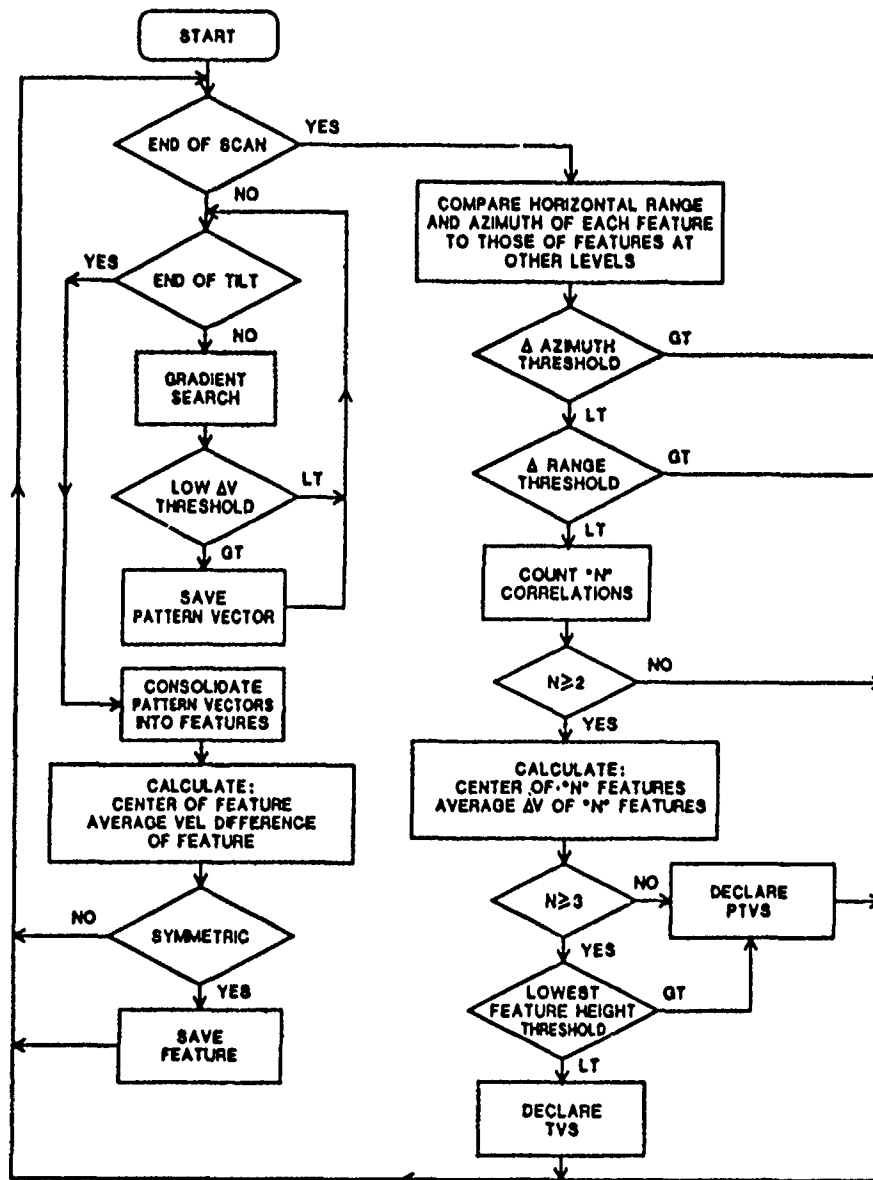 START
END OF SCAN
YES
NO
END OF TILT
YES
NO
GRADIENT
SEARCH
LOW ΔV
THRESHOLD
LT
GT
SAVE
PATTERN VECTOR
CONSOLIDATE
PATTERN VECTORS
INTO FEATURES
CALCULATE:
CENTER OF FEATURE
AVERAGE VEL DIFFERENCE
OF FEATURE
SYMMETRIC
NO
YES
SAVE
FEATURE
COMPARE HORIZONTAL RANGE
AND AZIMUTH OF EACH FEATURE
TO THOSE OF FEATURES AT
OTHER LEVELS
Δ AZIMUTH
THRESHOLD
GT
LT
Δ RANGE
THRESHOLD
GT
LT
COUNT "N"
CORRELATIONS
N≥2
NO
YES
CALCULATE:
CENTER OF "N" FEATURES
AVERAGE ΔV OF "N" FEATURES
N≥3
NO
YES
DECLARE
PTVS
LOWEST
FEATURE HEIGHT
THRESHOLD
GT
LT
DECLARE
TVS